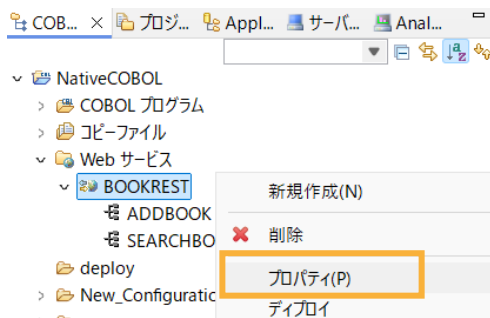 COB... プロジ... Appl... サーバ... Anal...
NativeCOBOL
COBOL プログラム
コピーファイル
Web サービス
BOOKREST
新規作成(N)
ADDBOOK
削除
SEARCHBO
プロパティ(P)
deploy
New_Configuratic
ディプロイ